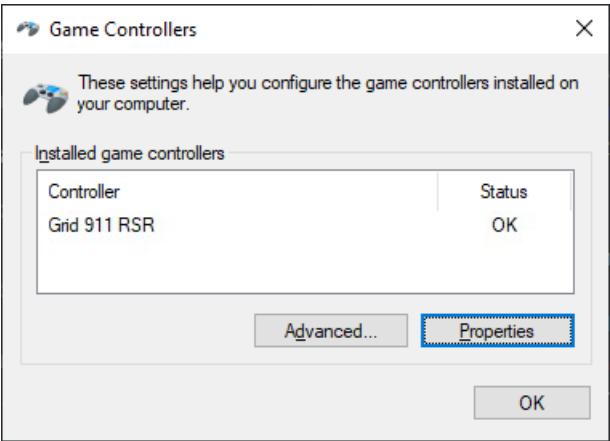 Game Controllers
These settings help you configure the game controllers installed on
your computer.
Installed game controllers
Controller Status
Grid 911 RSR OK
Advanced... Properties
OK